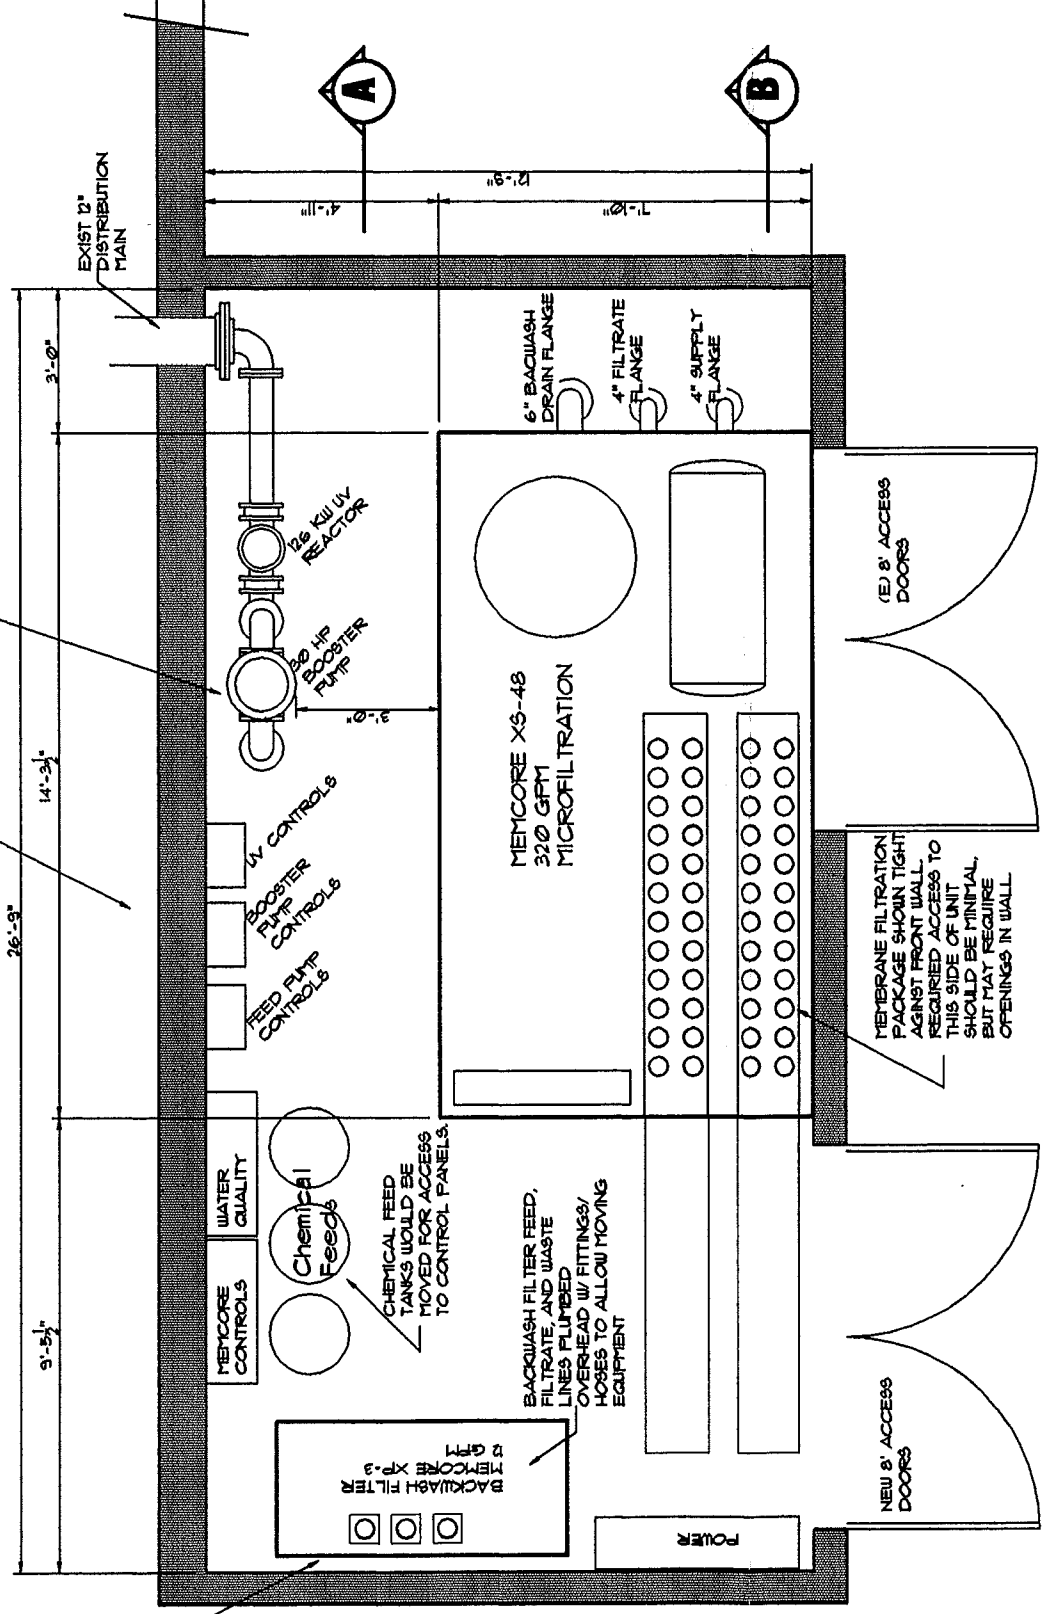 EXIST 12"
DISTRIBUTION
MAIN
A
B
26'-9"
3'-0"
14'-3½"
9'-5½"
12'-9"
4'-11"
7'-10"
6" BACWASH
DRAIN FLANGE
4" FILTRATE
FLANGE
4" SUPPLY
FLANGE
126 KW UV
REACTOR
30 HP
BOOSTER
PUMP
3'-0"
UV CONTROLS
BOOSTER
PUMP
CONTROLS
FEED PUMP
CONTROLS
WATER
QUALITY
MEMCORE
CONTROLS
Chemical
Feeds
CHEMICAL FEED
TANKS WOULD BE
MOVED FOR ACCESS
TO CONTROL PANELS.
MEMCORE XS-48
320 GPM
MICROFILTRATION
BACKWASH FILTER FEED,
FILTRATE, AND WASTE
LINES PLUMBED
OVERHEAD W/ FITTINGS/
HOSES TO ALLOW MOVING
EQUIPMENT
BACKWASH FILTER
MEMCORE XP-3
12 GPM
POWER
(E) 8' ACCESS
DOORS
MEMBRANE FILTRATION
PACKAGE SHOWN TIGHT
AGINST FRONT WALL.
REQURIED ACCESS TO
THIS SIDE OF UNIT
SHOULD BE MINIMAL,
BUT MAY REQUIRE
OPENINGS IN WALL.
NEW 8' ACCESS
DOORS